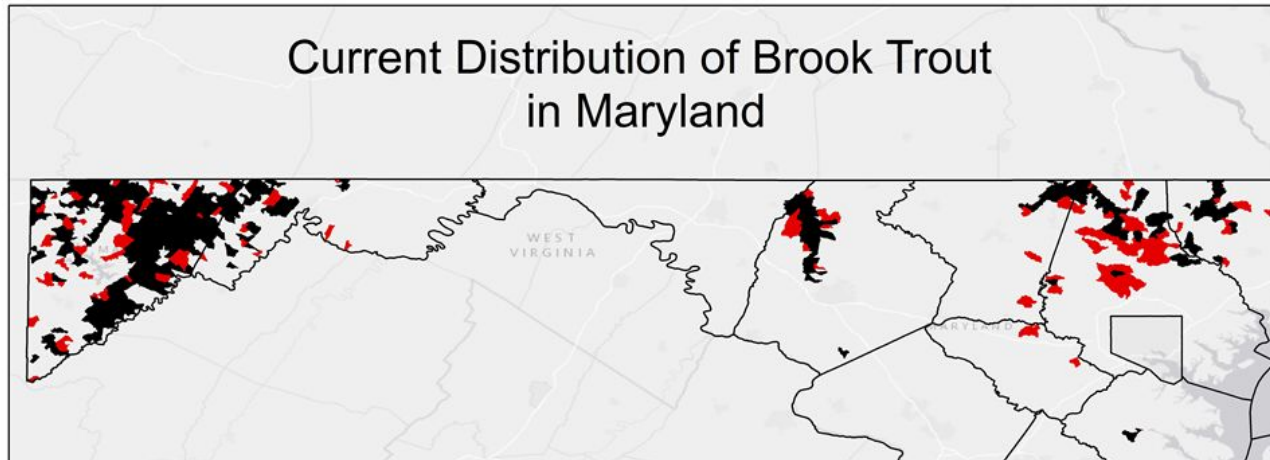 Current Distribution of Brook Trout
in Maryland
WEST
VIRGINIA
MARYLAND